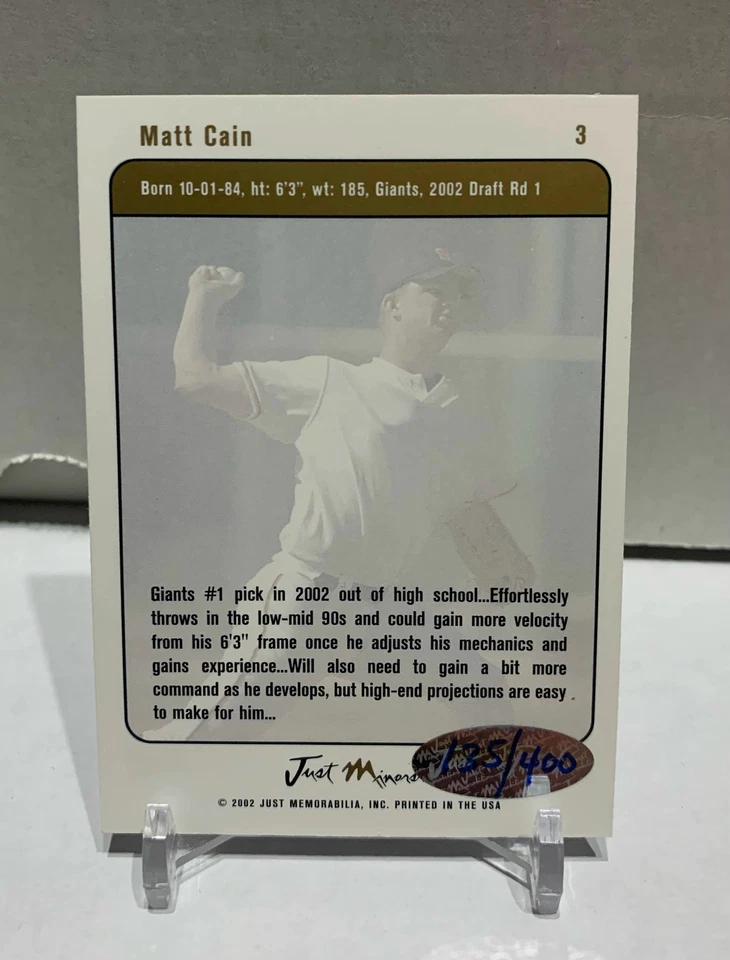 Matt Cain 3
Born 10-01-84, ht: 6'3", wt: 185, Giants, 2002 Draft Rd 1
Giants #1 pick in 2002 out of high school...Effortlessly
throws in the low-mid 90s and could gain more velocity
from his 6'3" frame once he adjusts his mechanics and
gains experience...Will also need to gain a bit more
command as he develops, but high-end projections are easy
to make for him...
Just Minors
185/400
© 2002 JUST MEMORABILIA, INC. PRINTED IN THE USA